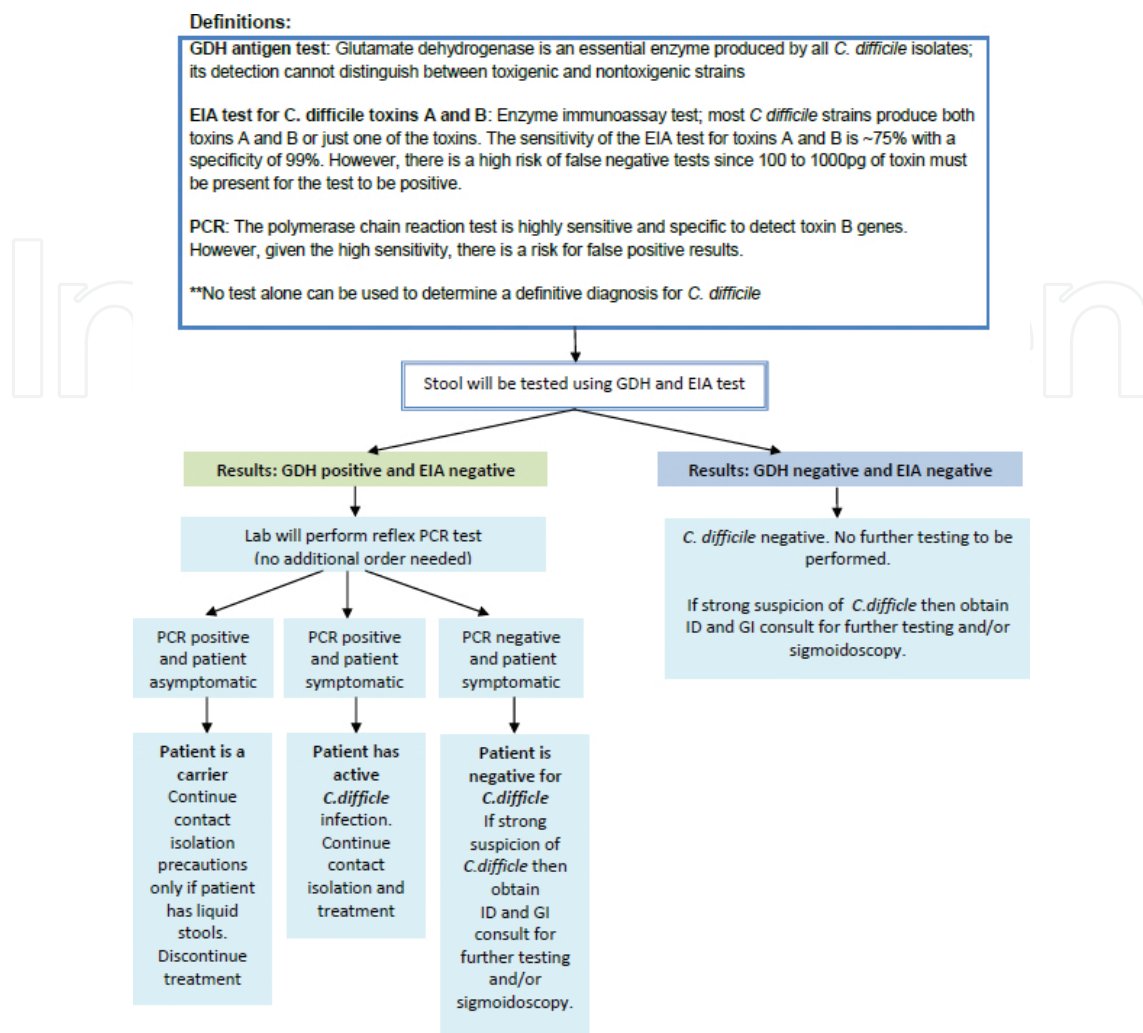 Definitions:
GDH antigen test: Glutamate dehydrogenase is an essential enzyme produced by all C. difficile isolates;
its detection cannot distinguish between toxigenic and nontoxigenic strains
EIA test for C. difficile toxins A and B: Enzyme immunoassay test; most C difficile strains produce both
toxins A and B or just one of the toxins. The sensitivity of the EIA test for toxins A and B is ~75% with a
specificity of 99%. However, there is a high risk of false negative tests since 100 to 1000pg of toxin must
be present for the test to be positive.
PCR: The polymerase chain reaction test is highly sensitive and specific to detect toxin B genes.
However, given the high sensitivity, there is a risk for false positive results.
**No test alone can be used to determine a definitive diagnosis for C. difficile
Stool will be tested using GDH and EIA test
Results: GDH positive and EIA negative
Results: GDH negative and EIA negative
Lab will perform reflex PCR test
(no additional order needed)
C. difficile negative. No further testing to be
performed.
If strong suspicion of C.difficle then obtain
ID and GI consult for further testing and/or
sigmoidoscopy.
PCR positive
and patient
asymptomatic
PCR positive
and patient
symptomatic
PCR negative
and patient
symptomatic
Patient is a
carrier
Continue
contact
isolation
precautions
only if patient
has liquid
stools.
Discontinue
treatment
Patient has
active
C.difficle
infection.
Continue
contact
isolation and
treatment
Patient is
negative for
C.difficle
If strong
suspicion of
C.difficle then
obtain
ID and GI
consult for
further testing
and/or
sigmoidoscopy.